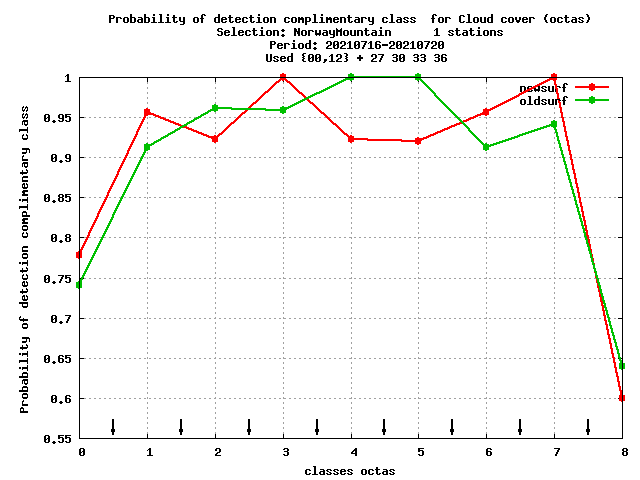 Probability of detection complimentary class  for Cloud cover (octas)
Selection: NorwayMountain      1 stations
Period: 20210716-20210720
Used {00,12} + 27 30 33 36
newsurf
oldsurf
Probability of detection complimentary class
1
0.95
0.9
0.85
0.8
0.75
0.7
0.65
0.6
0.55
0 1 2 3 4 5 6 7 8
classes octas